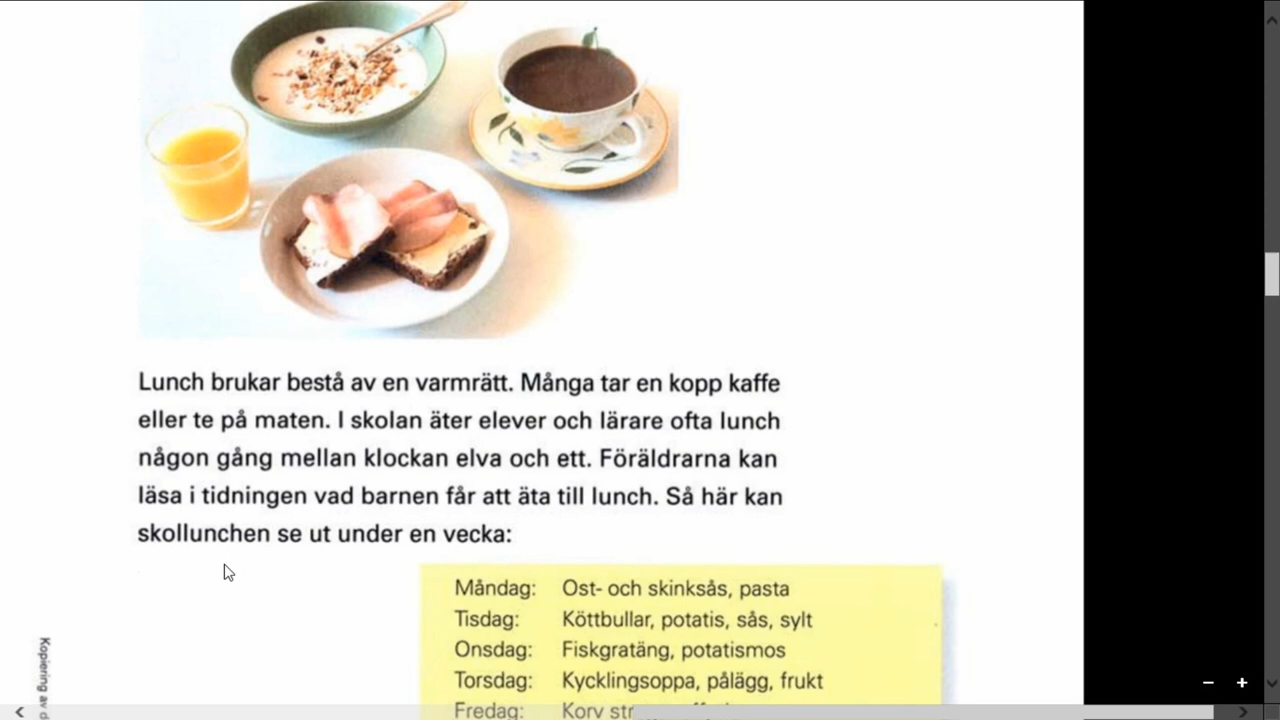 Lunch brukar bestå av en varmrätt. Många tar en kopp kaffe
eller te på maten. I skolan äter elever och lärare ofta lunch
någon gång mellan klockan elva och ett. Föräldrarna kan
läsa i tidningen vad barnen får att äta till lunch. Så här kan
skollunchen se ut under en vecka:
Måndag: Ost- och skinksås, pasta
Tisdag: Köttbullar, potatis, sås, sylt
Onsdag: Fiskgratäng, potatismos
Torsdag: Kycklingsoppa, pålägg, frukt
Fredag: Korv
Kopiering av